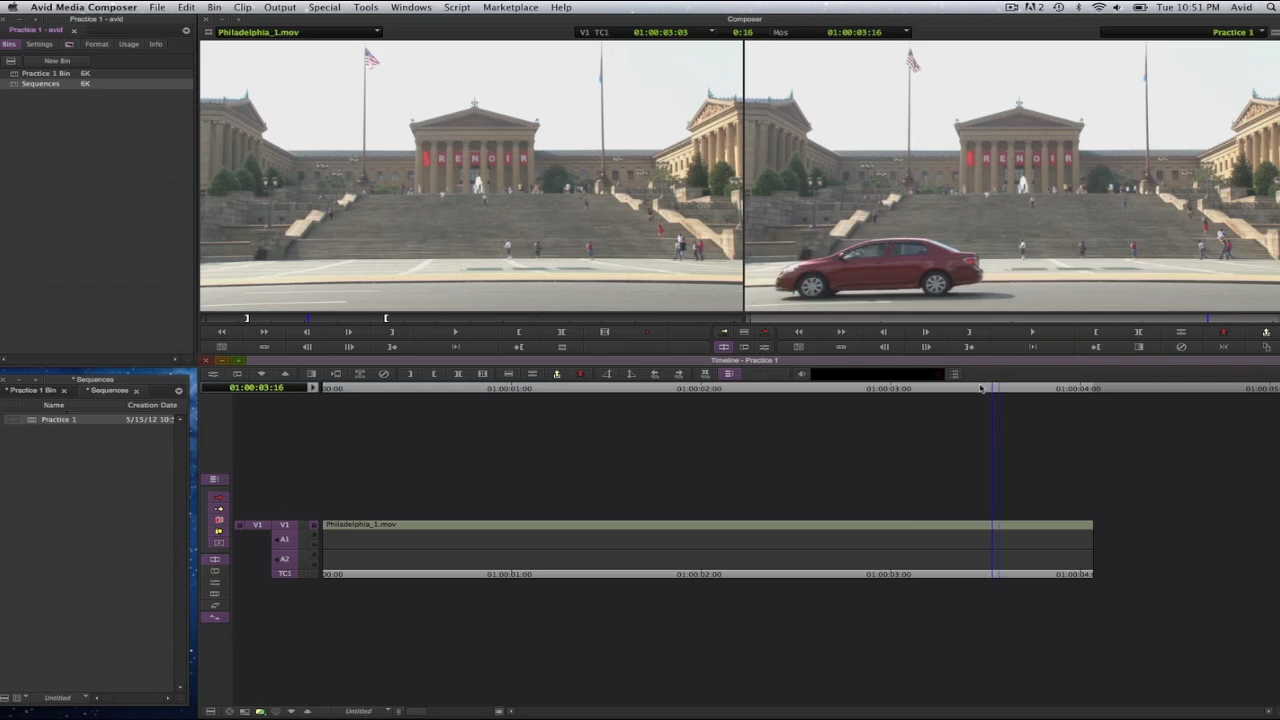 Avid Media Composer File Edit Bin Clip Output Special Tools Windows Script Marketplace Help 2 Tue 10:51 PM Avid
Practice 1 - avid
Composer
Practice 1 - avid
Philadelphia_1.mov V1 TC1 01:00:03:03 0:16 Mos 01:00:03:16 Practice 1
Bins Settings Format Usage Info
New Bin
Practice 1 Bin 6K
Sequences 6K
RENOIR RENOIR
Timeline - Practice 1
* Sequences
* Practice 1 Bin * Sequences
01:00:03:16 00:00 01:00:01:00 01:00:02:00 01:00:03:00 01:00:04:00
Name Creation Date
Practice 1 5/15/12 10:5
V1 V1 Philadelphia_1.mov
A1
A2
TC1 00:00 01:00:01:00 01:00:02:00 01:00:03:00 01:00:04:
Untitled Untitled